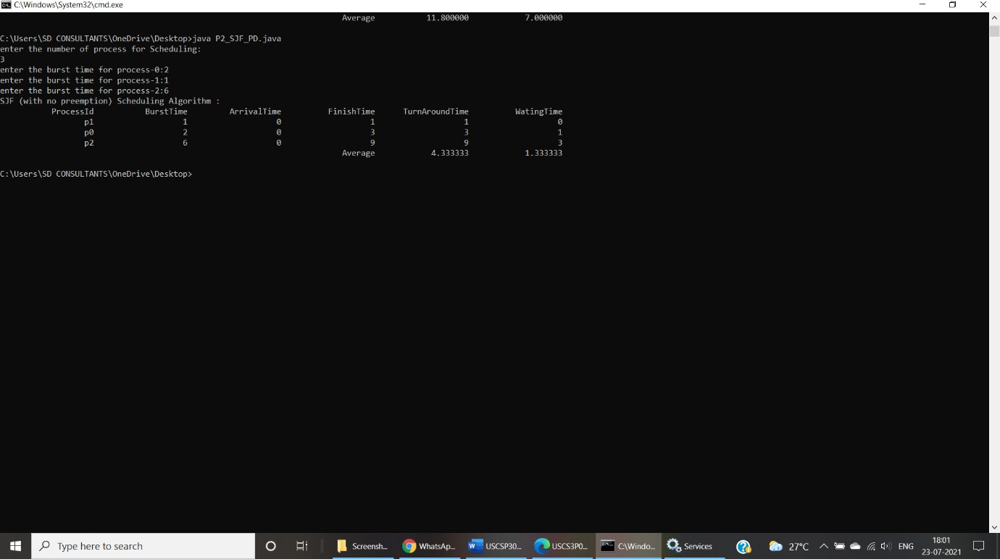 C:\Windows\System32\cmd.exe
Average 11.800000 7.000000
C:\Users\SD CONSULTANTS\OneDrive\Desktop>java P2_SJF_PD.java
enter the number of process for Scheduling:
3
enter the burst time for process-0:2
enter the burst time for process-1:1
enter the burst time for process-2:6
SJF (with no preemption) Scheduling Algorithm :
ProcessId BurstTime ArrivalTime FinishTime TurnAroundTime WatingTime
p1 1 0 1 1 0
p0 2 0 3 3 1
p2 6 0 9 9 3
Average 4.333333 1.333333
C:\Users\SD CONSULTANTS\OneDrive\Desktop>
Type here to search Screensh... WhatsAp... USCSP30... USCS3P0... C:\Windo... Services 27°C ENG 18:01
23-07-2021